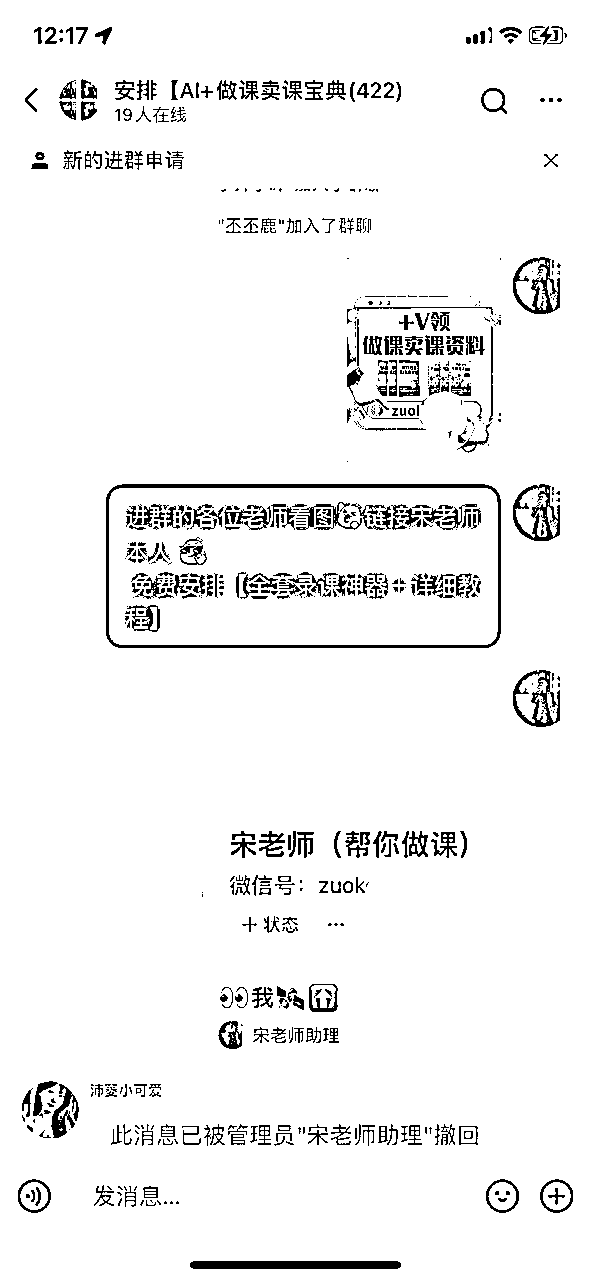 12:17
安排【AI+做课卖课宝典(422)
19人在线
新的进群申请
"丕丕鹿"加入了群聊
+V领
做课卖课资料
zuol
进群的各位老师看图链接宋老师
本人
免费安排【全套录课神器+详细教
程】
宋老师（帮你做课）
微信号：zuok
+ 状态
👀我
宋老师助理
沛菱小可爱
此消息已被管理员"宋老师助理"撤回
发消息...